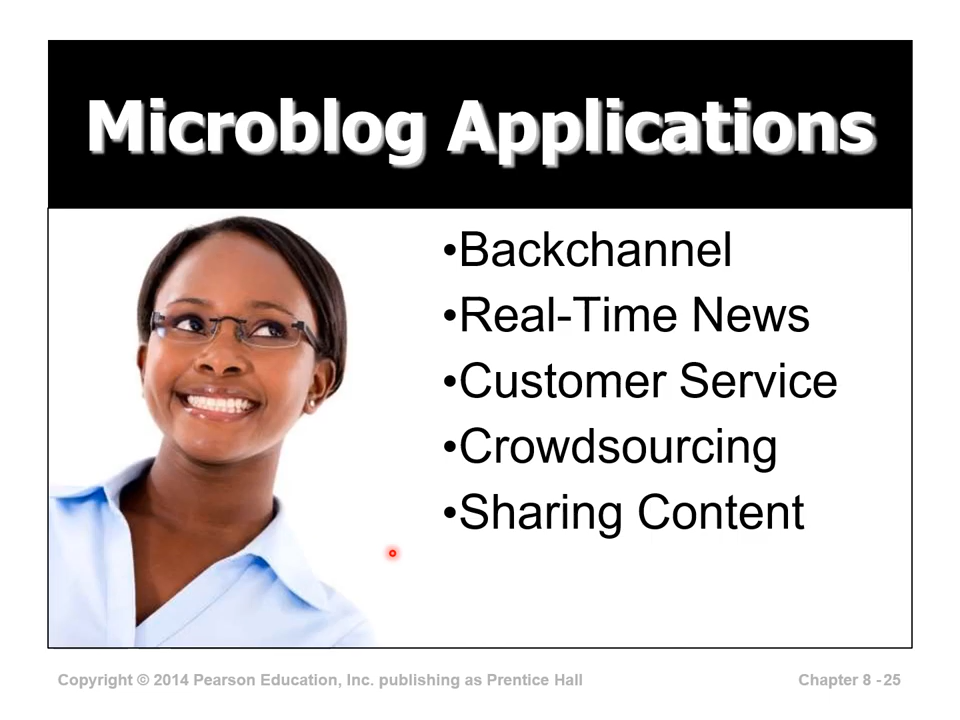 Microblog Applications
•Backchannel
•Real-Time News
•Customer Service
•Crowdsourcing
•Sharing Content
Copyright © 2014 Pearson Education, Inc. publishing as Prentice Hall
Chapter 8 -25